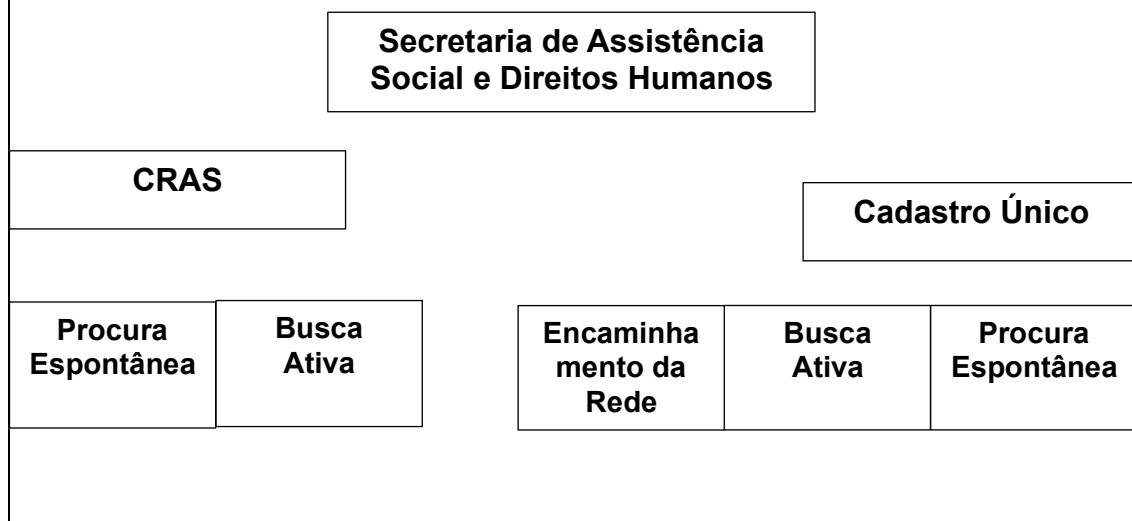 Secretaria de Assistência
Social e Direitos Humanos
CRAS
Cadastro Único
Procura
Espontânea
Busca
Ativa
Encaminha
mento da
Rede
Busca
Ativa
Procura
Espontânea